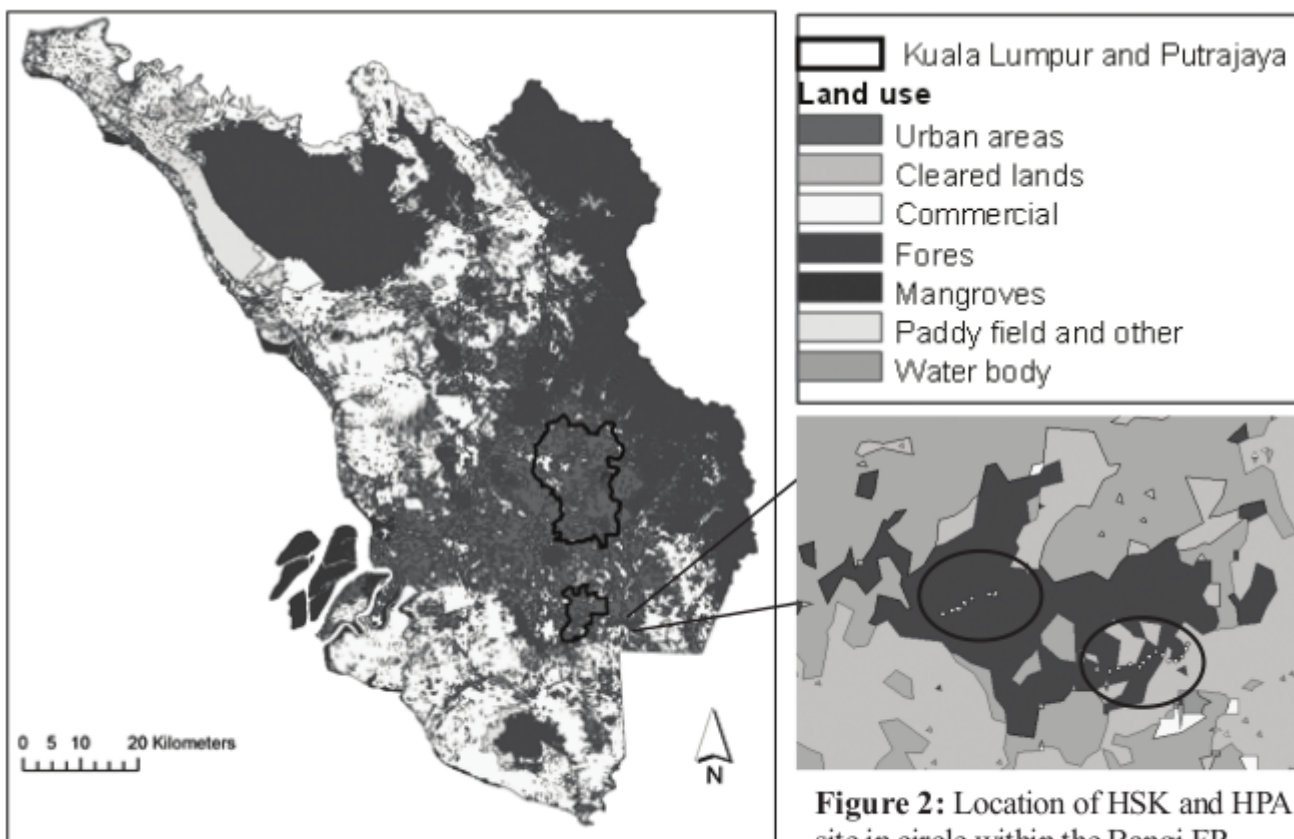 Kuala Lumpur and Putrajaya
Land use
Urban areas
Cleared lands
Commercial
Fores
Mangroves
Paddy field and other
Water body
0 5 10 20 Kilometers
N
Figure 2: Location of HSK and HPA
site in circle within the Bangi FR